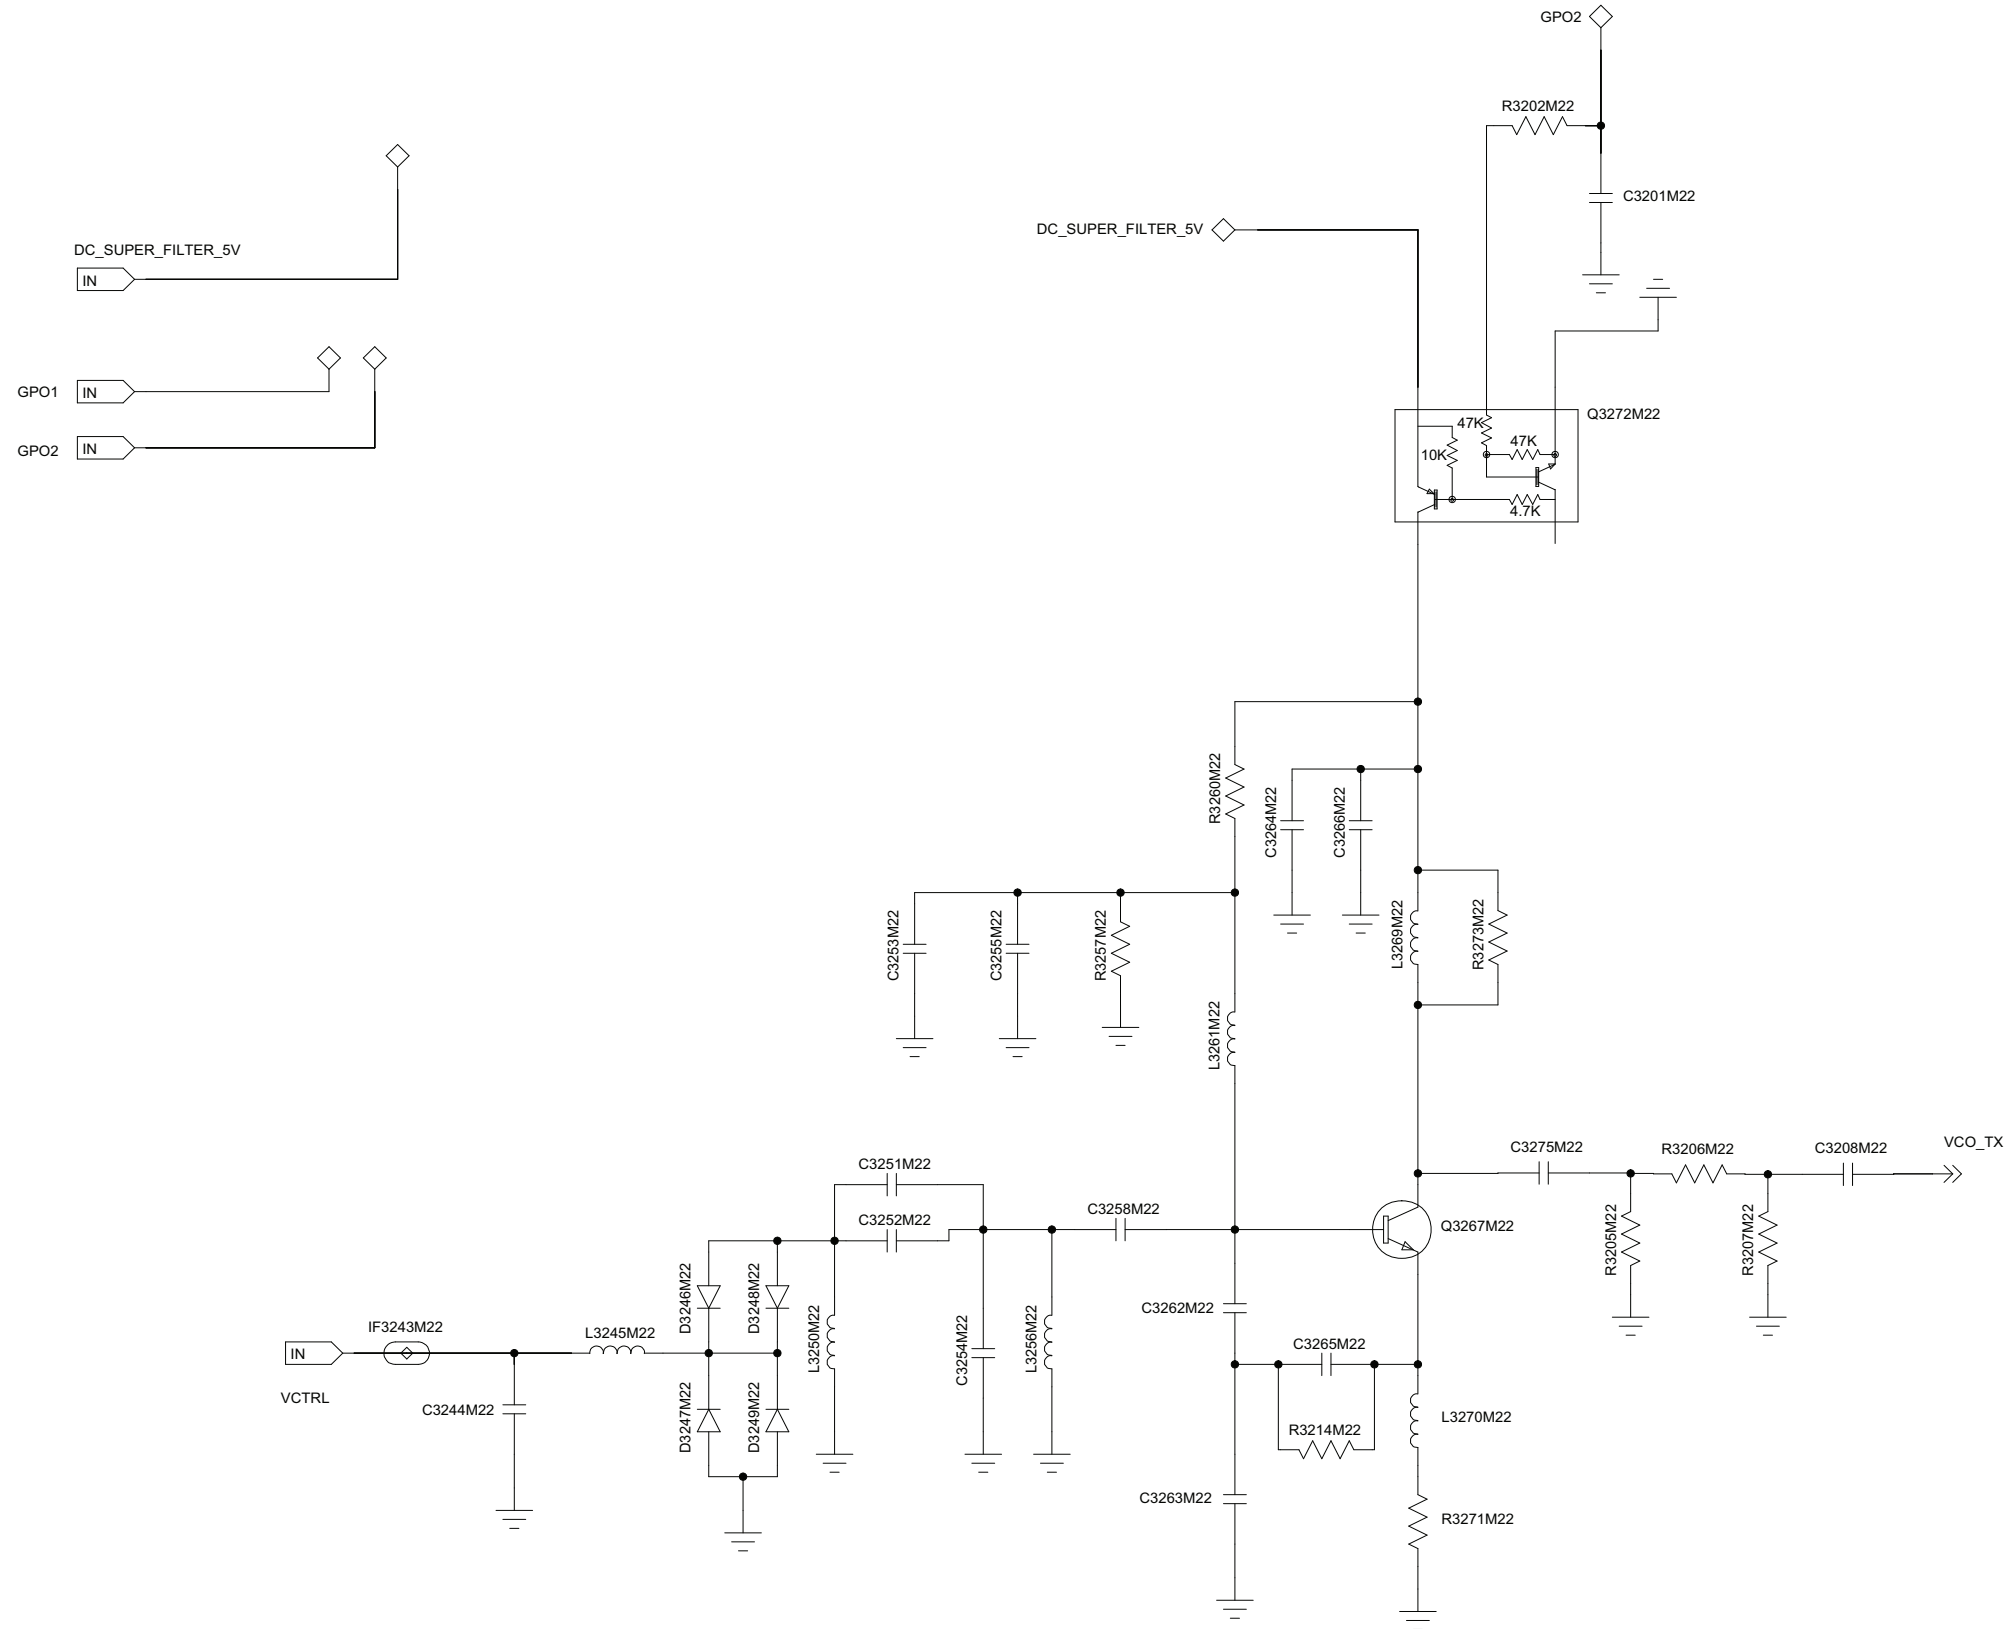 GPO2
R3202M22
C3201M22
DC_SUPER_FILTER_5V
DC_SUPER_FILTER_5V
IN
GPO1
IN
GPO2
IN
Q3272M22
47K
47K
10K
4.7K
R3260M22
C3264M22
C3266M22
C3253M22
C3255M22
R3257M22
L3269M22
R3273M22
L3261M22
C3275M22
R3206M22
C3208M22
VCO_TX
C3251M22
C3252M22
C3258M22
Q3267M22
R3205M22
R3207M22
D3246M22
D3248M22
L3250M22
C3254M22
L3256M22
C3262M22
IF3243M22
L3245M22
C3265M22
IN
VCTRL
C3244M22
D3247M22
D3249M22
R3214M22
L3270M22
C3263M22
R3271M22